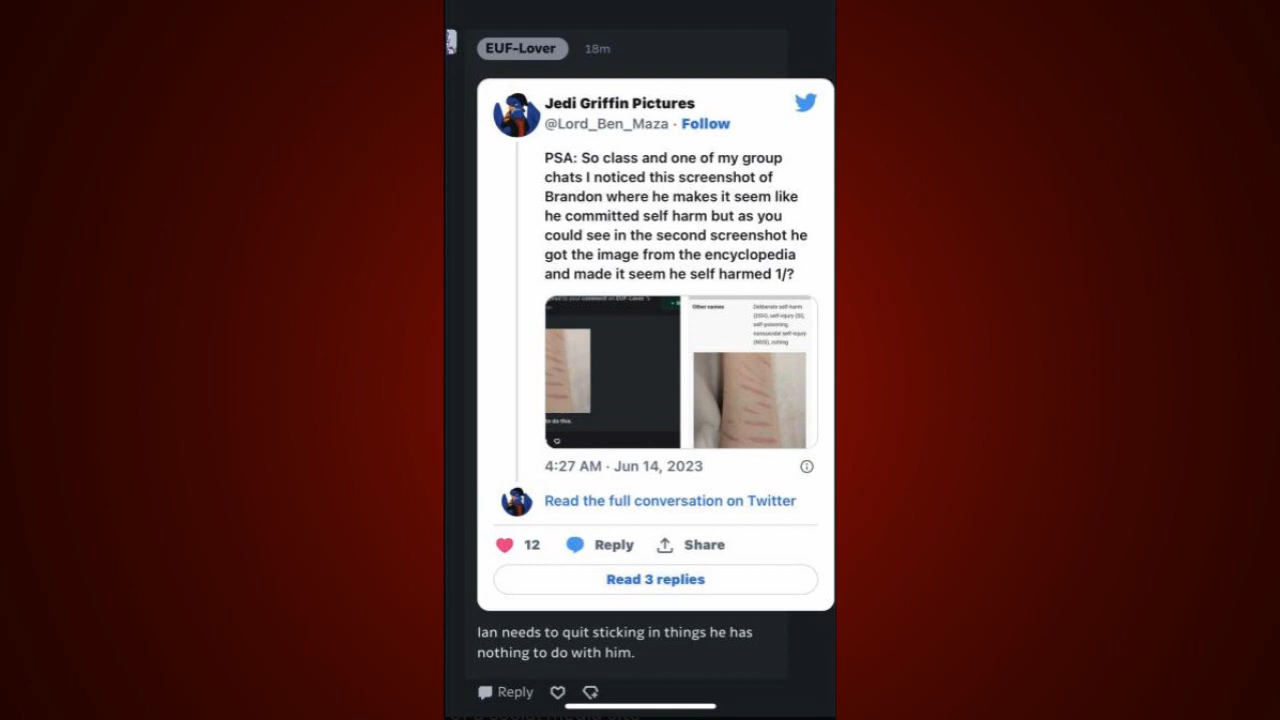 EUF-Lover 18m
Jedi Griffin Pictures
@Lord_Ben_Maza · Follow
PSA: So class and one of my group
chats I noticed this screenshot of
Brandon where he makes it seem like
he committed self harm but as you
could see in the second screenshot he
got the image from the encyclopedia
and made it seem he self harmed 1/?
Other names
Deliberate self-harm
(DSH), self-injury (SI),
self-poisoning,
nonsuicidal self-injury
(NSSI), cutting
to do this.
4:27 AM · Jun 14, 2023
Read the full conversation on Twitter
12 Reply Share
Read 3 replies
Ian needs to quit sticking in things he has
nothing to do with him.
Reply